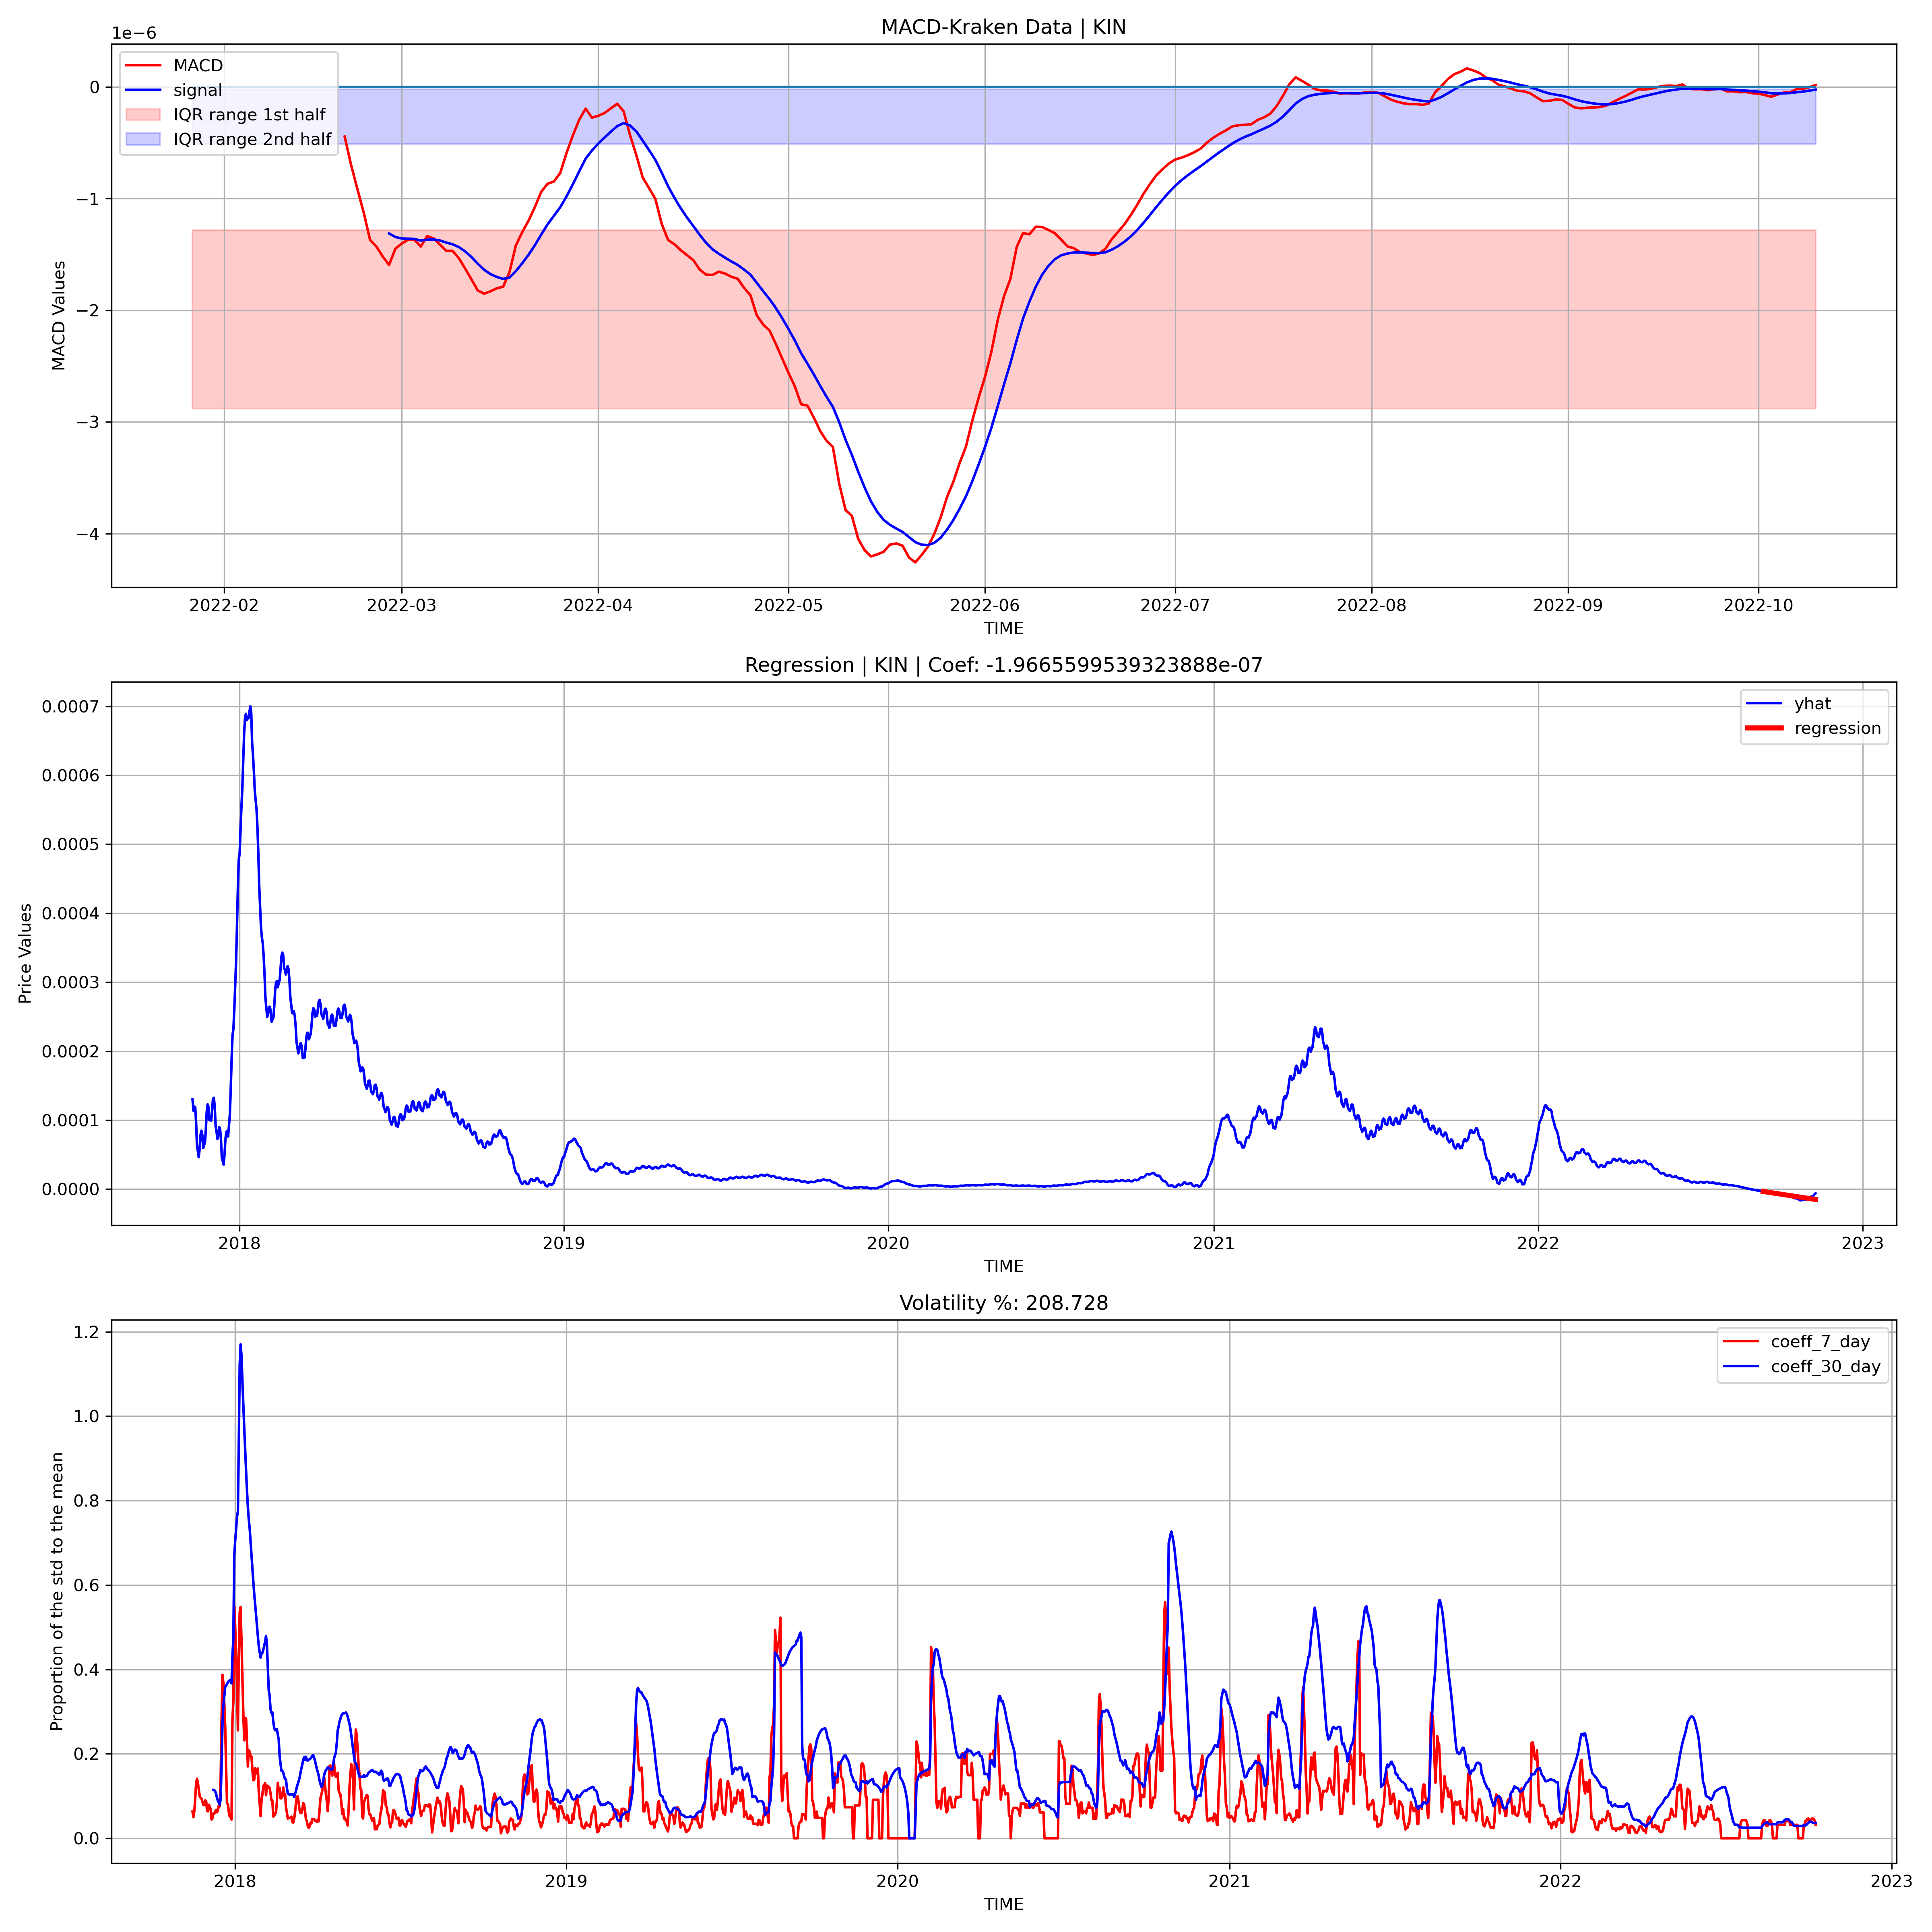 MACD-Kraken Data | KIN
1e−6
MACD
signal
IQR range 1st half
IQR range 2nd half
0
−1
−2
−3
−4
MACD Values
2022-02 2022-03 2022-04 2022-05 2022-06 2022-07 2022-08 2022-09 2022-10
TIME
Regression | KIN | Coef: -1.9665599539323888e-07
yhat
regression
0.0007
0.0006
0.0005
0.0004
0.0003
0.0002
0.0001
0.0000
Price Values
2018 2019 2020 2021 2022 2023
TIME
Volatility %: 208.728
coeff_7_day
coeff_30_day
1.2
1.0
0.8
0.6
0.4
0.2
0.0
Proportion of the std to the mean
2018 2019 2020 2021 2022 2023
TIME